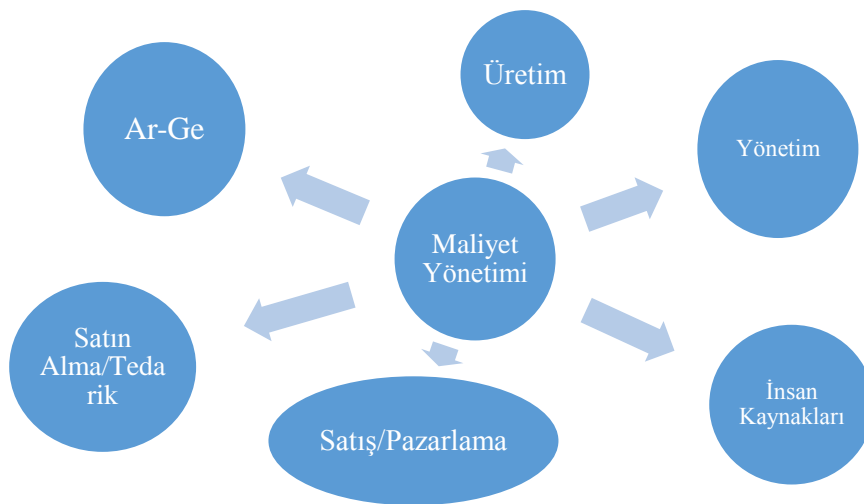 Üretim
Ar-Ge
Yönetim
Maliyet
Yönetimi
Satın
Alma/Teda
rik
İnsan
Kaynakları
Satış/Pazarlama